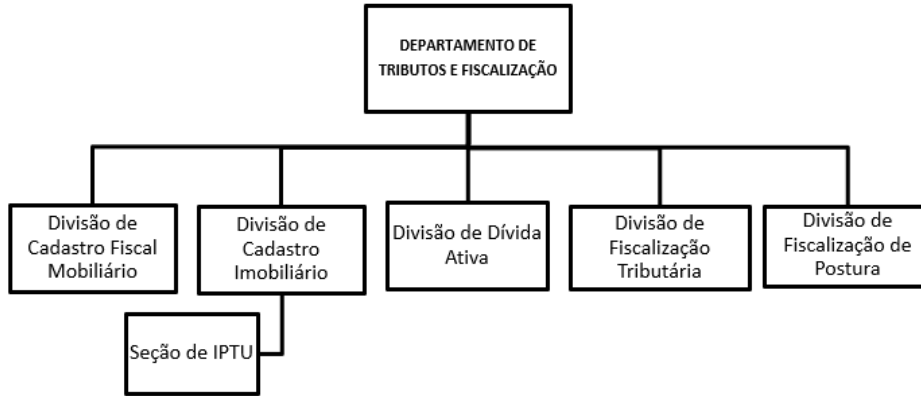 DEPARTAMENTO DE
TRIBUTOS E FISCALIZAÇÃO
Divisão de
Cadastro Fiscal
Mobiliário
Divisão de
Cadastro
Imobiliário
Divisão de Dívida
Ativa
Divisão de
Fiscalização
Tributária
Divisão de
Fiscalização de
Postura
Seção de IPTU